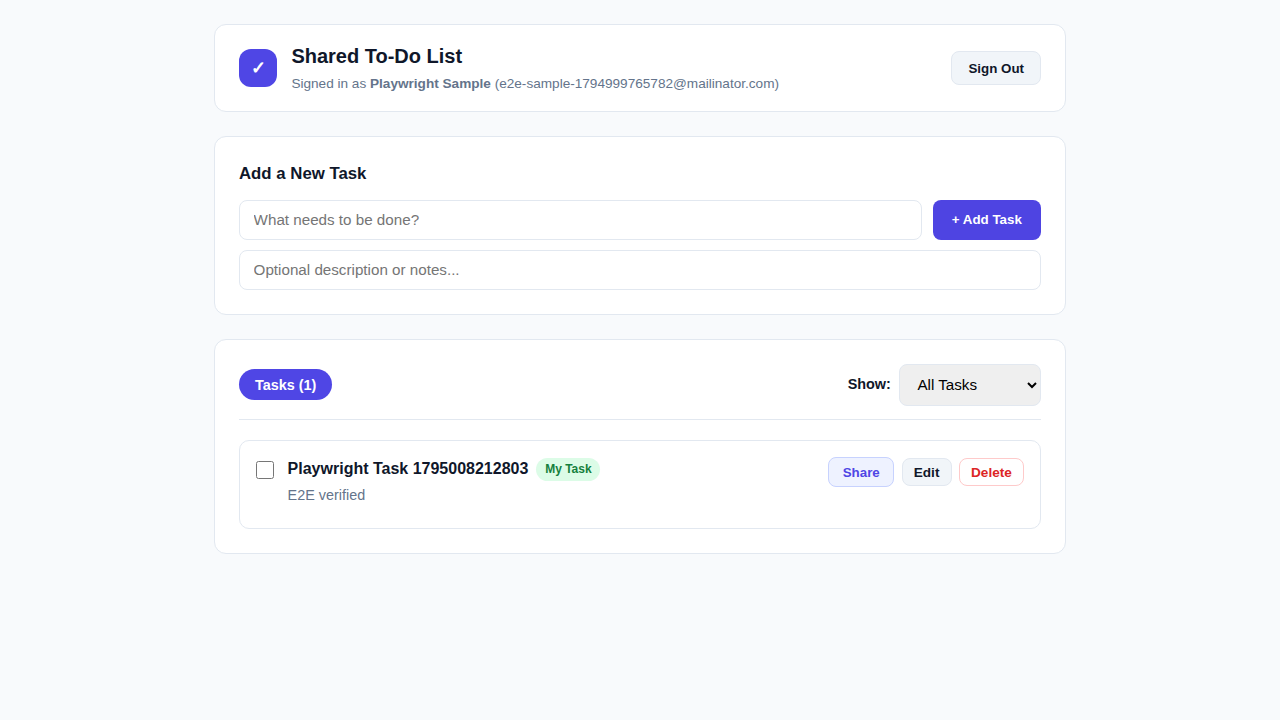 ✓
Shared To-Do List
Signed in as Playwright Sample (e2e-sample-1794999765782@mailinator.com)
Sign Out
Add a New Task
What needs to be done?
+ Add Task
Optional description or notes...
Tasks (1)
Show:
All Tasks
Playwright Task 1795008212803
My Task
Share
Edit
Delete
E2E verified